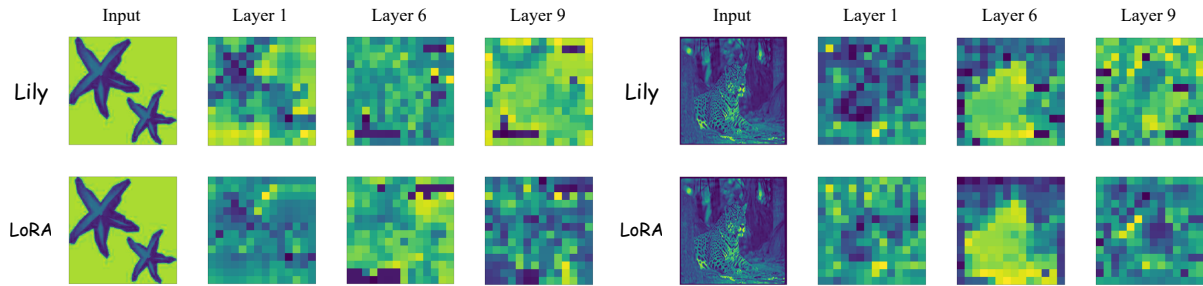 Input Layer 1 Layer 6 Layer 9 Input Layer 1 Layer 6 Layer 9
Lily Lily
LoRA LoRA